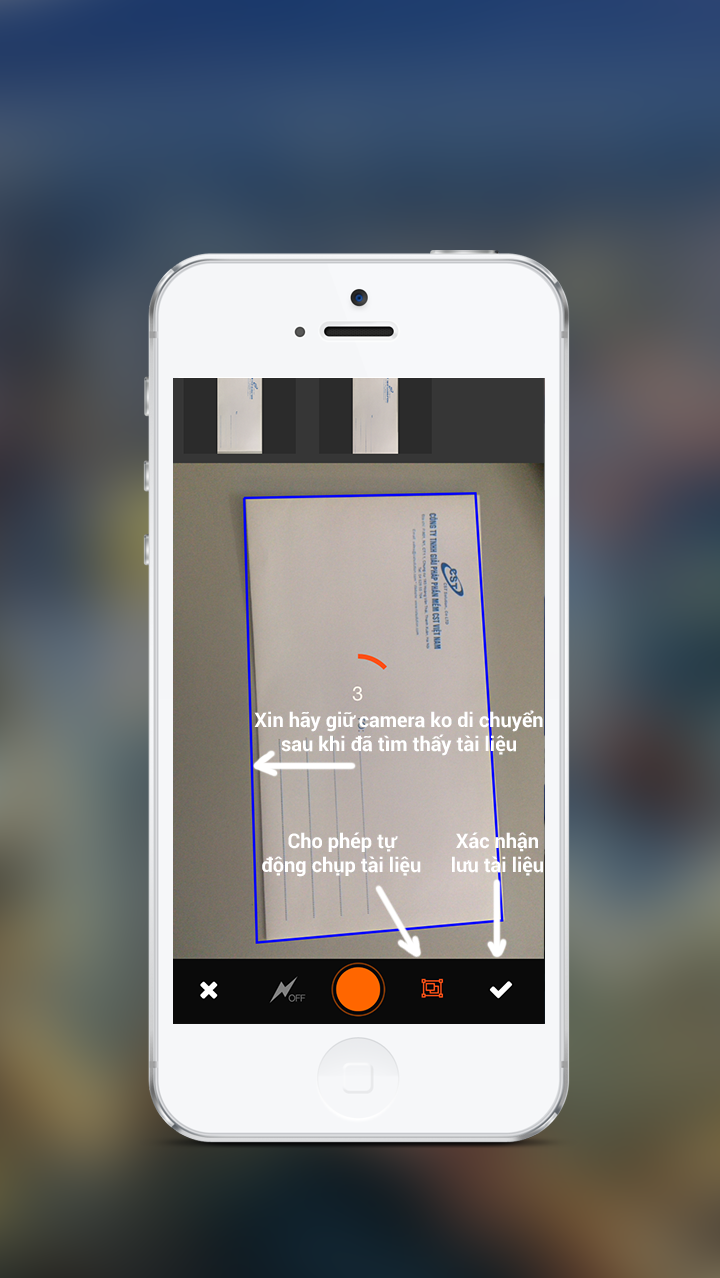 CÔNG TY TNHH GIẢI PHÁP PHẦN MỀM CST VIỆT NAM
CST
3
Xin hãy giữ camera ko di chuyển
sau khi đã tìm thấy tài liệu
Cho phép tự
động chụp tài liệu
Xác nhận
lưu tài liệu
OFF